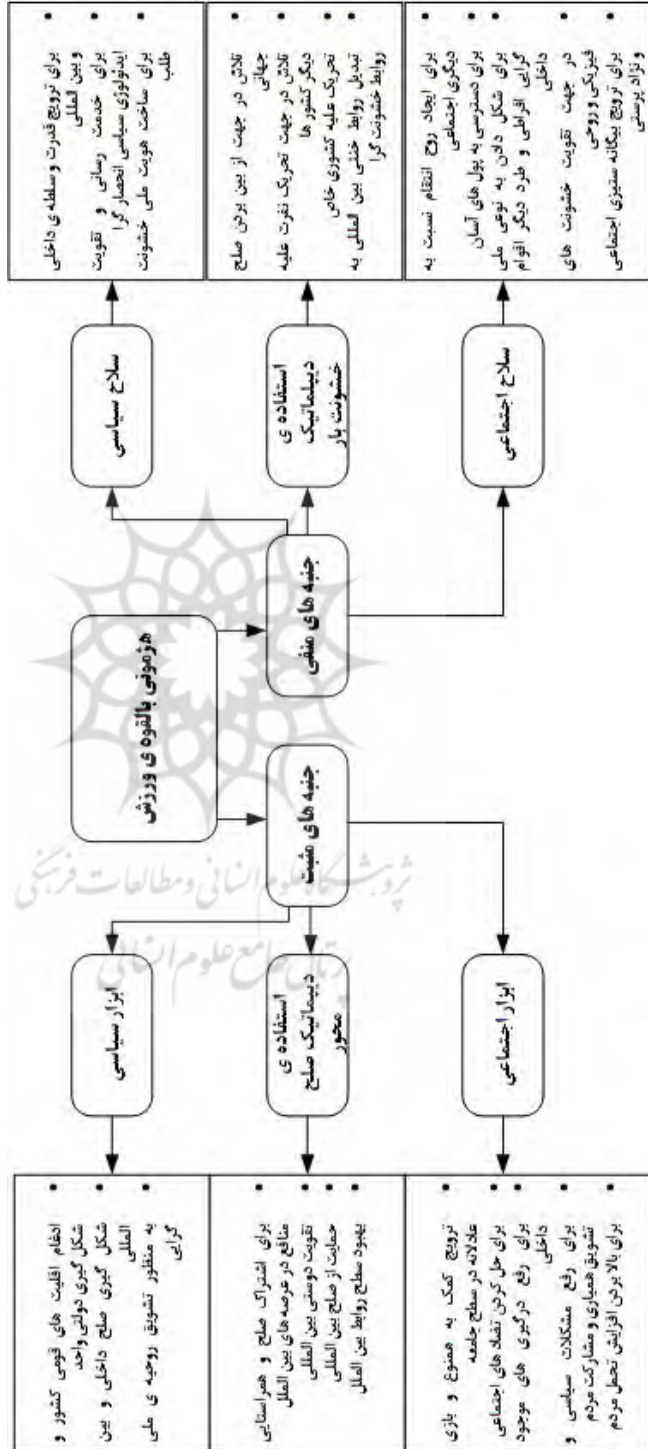 هژمونی بالقوه ی ورزش
جنبه های منفی
جنبه های مثبت
سلاح سیاسی
استفاده ی
دیپلماتیک
خشونت بار
سلاح اجتماعی
ابزار سیاسی
استفاده ی
دیپماتیک صلح
محور
ابزار اجتماعی
برای ترویج قدرت و سلطه ی داخلی
و بین المللی
برای خدمت رسانی و تقویت
ایدئولوژی سیاسی انحصار گرا
برای ساخت هویت ملی خشونت
طلب
تلاش در جهت از بین بردن صلح
جهانی
تلاش در جهت تحریک نفرت علیه
دیگر کشور ها
تحریک علیه کشوری خاص
تبدیل روابط خنثی بین المللی به
روابط خشونت گرا
برای ایجاد روح انتقام نسبت به
دیگری اجتماعی
برای دسترسی به پول های آسان
برای شکل دادن به نوعی ملی
گرایی افراطی و طرد دیگر اقوام
داخلی
در جهت تقویت خشونت های
فیزیکی و روحی
برای ترویج بیگانه ستیزی اجتماعی
و نژاد پرستی
ادغام اقلیت های قومی کشور و
شکل گیری دولتی واحد
شکل گیری صلح داخلی و بین
المللی
به منظور تشویق روحیه ی ملی
گرایی
برای اشتراک صلح و همراستایی
منافع در عرصه های بین الملل
تقویت دوستی بین المللی
حمایت از صلح بین المللی
بهبود سطح روابط بین الملل
ترویج کمک به همنوع و بازی
عادلانه در سطح جامعه
برای حل کردن تضاد های اجتماعی
برای رفع درگیری های موجود
داخلی
برای رفع مشکلات سیاسی و
تشویق همیاری و مشارکت مردم
برای بالا بردن افزایش تحمل مردم
پژوهشگاه علوم انسانی و مطالعات فرهنگی
پرتال جامع علوم انسانی